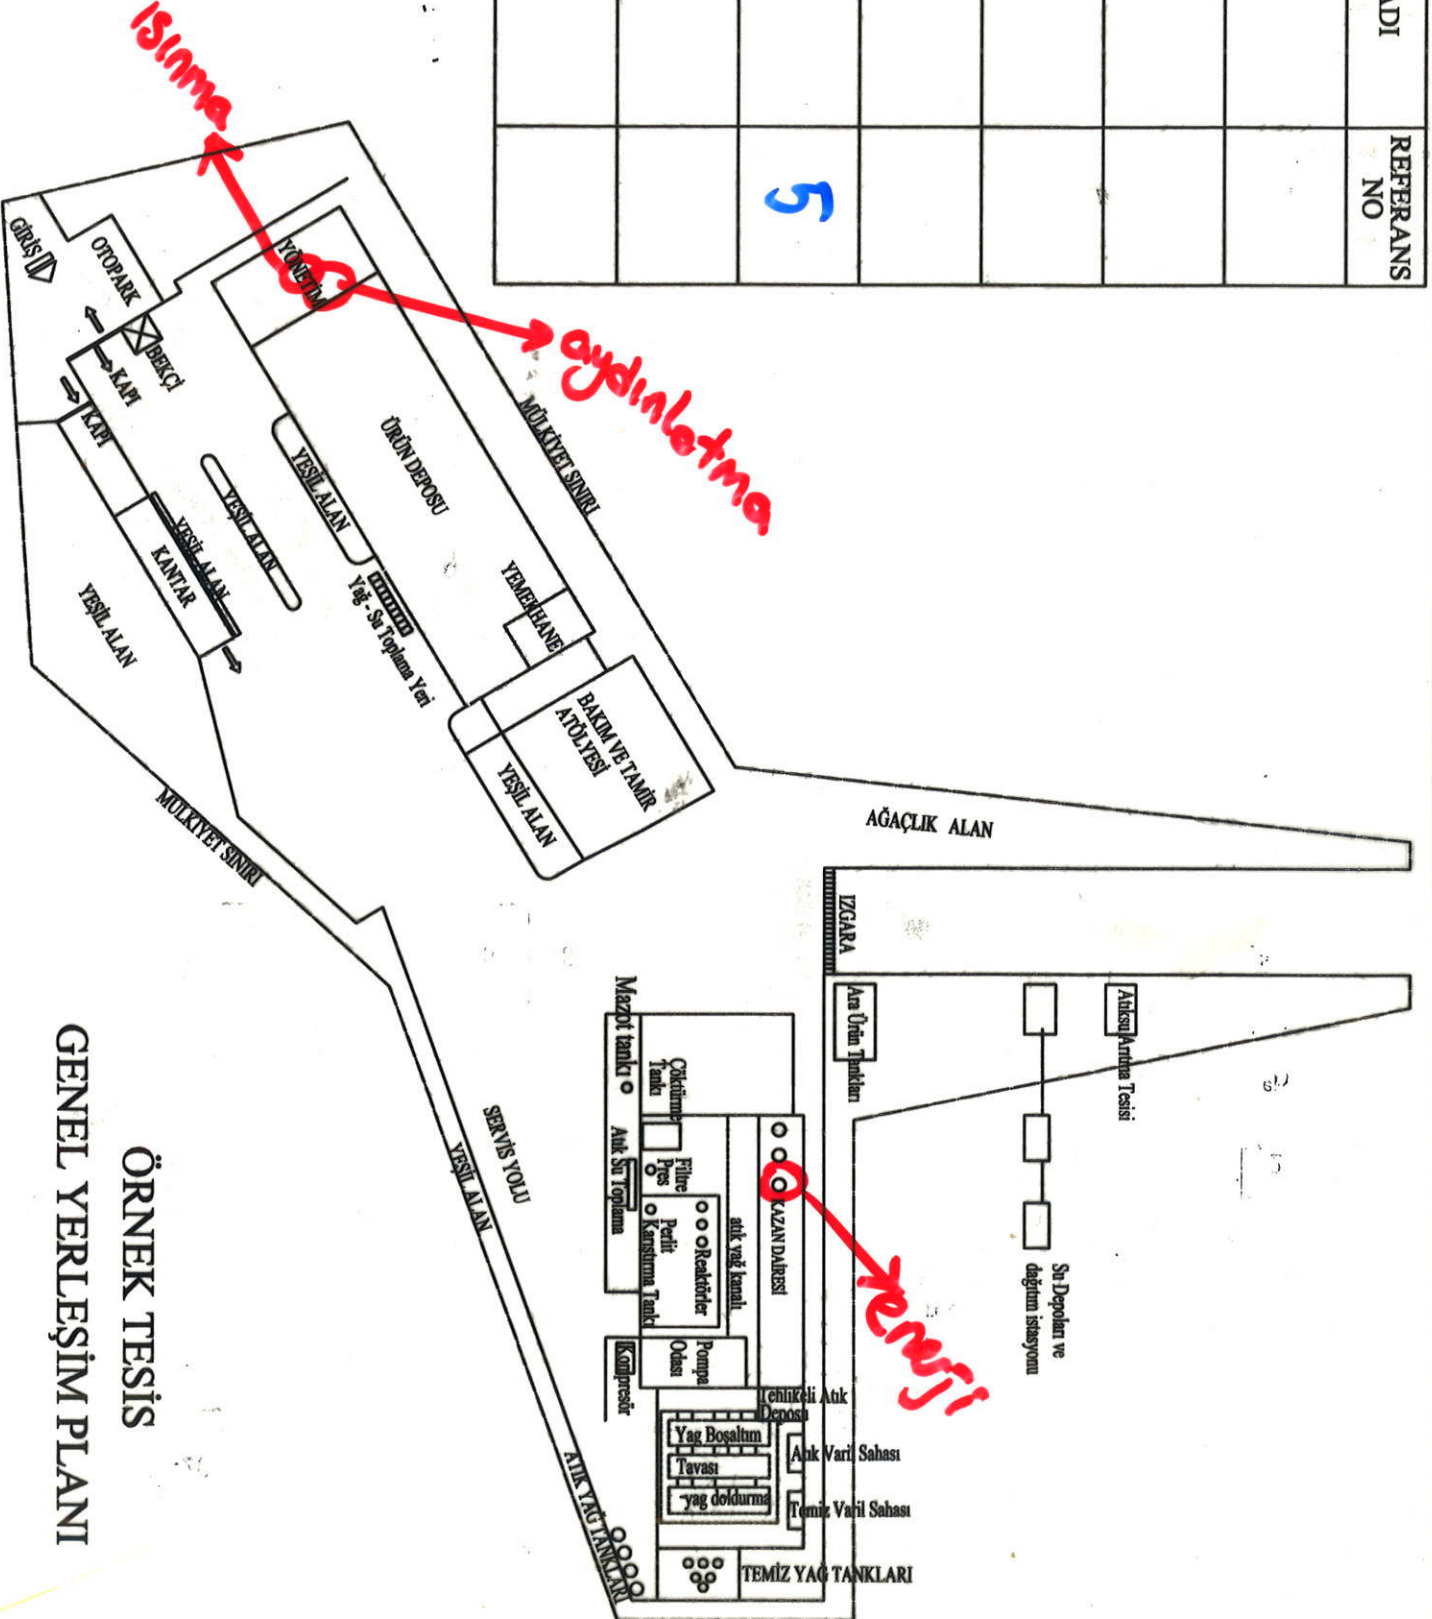 ADI
REFERANS
NO
5
ısınma
aydınlatma
enerji
GİRİŞ
OTOPARK
BEKÇİ
KAPI
KAPI
YÖNETİM
ÜRÜN DEPOSU
MÜLKİYET SINIRI
YEŞİL ALAN
YEŞİL ALAN
YEŞİL ALAN
KANTAR
YEŞİL ALAN
Yağ - Su Toplama Yeri
YEMEKHANE
BAKIM VE TAMİR
ATÖLYESİ
YEŞİL ALAN
MÜLKİYET SINIRI
AĞAÇLIK ALAN
IZGARA
Ara Ürün Tankları
Atıksu Arıtma Tesisi
Su Depoları ve
dağıtım istasyonu
Mazot tankı
Çöktürme
Tankı
Filtre
Pres
Atık Su Toplama
Reaktörler
Perlit
Karıştırma Tankı
atık yağ kanalı
KAZAN DAİRESİ
Pompa
Odası
Kompresör
Tehlikeli Atık
Deposu
Yag Boşaltım
Tavası
yag doldurma
Atık Varil Sahası
Temiz Varil Sahası
TEMİZ YAĞ TANKLARI
ATIK YAĞ TANKLARI
SERVİS YOLU
YEŞİL ALAN
ÖRNEK TESİS
GENEL YERLEŞİM PLANI